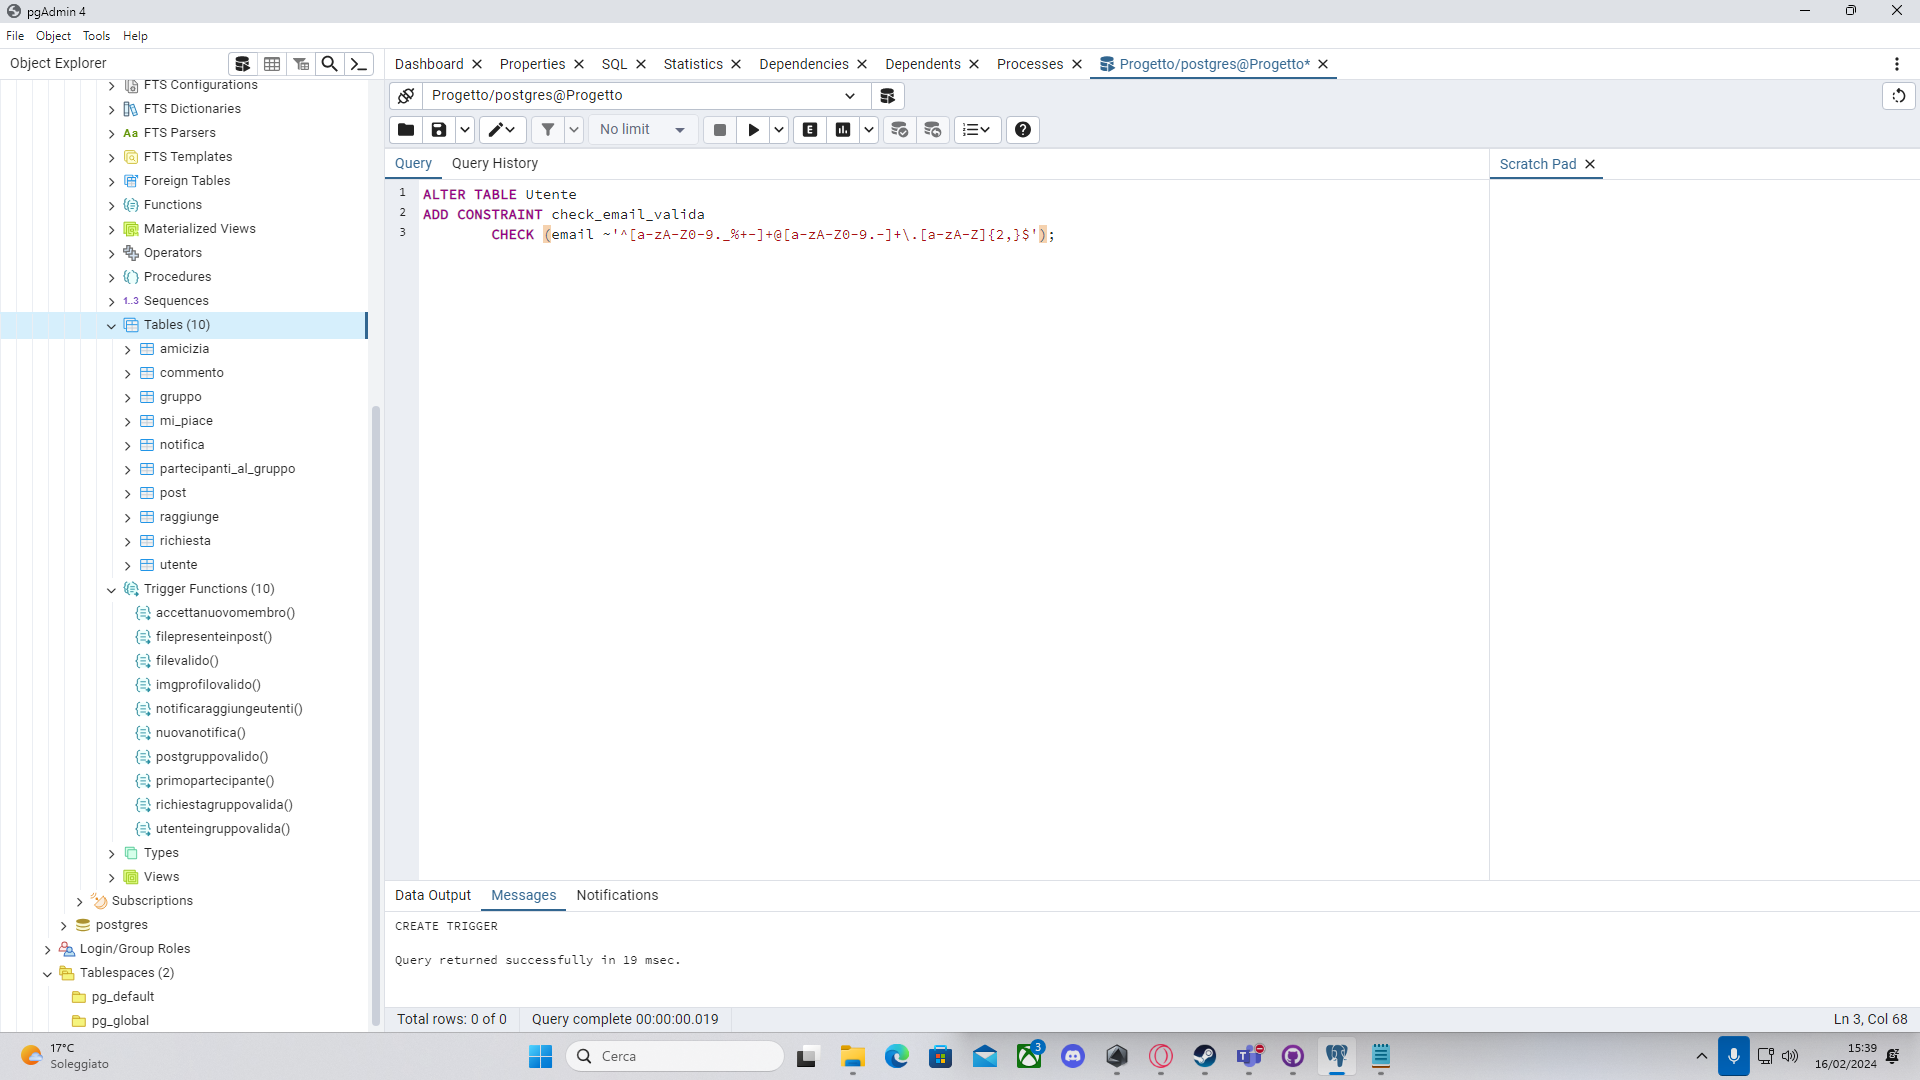 pgAdmin 4
File Object Tools Help
Object Explorer
Dashboard Properties SQL Statistics Dependencies Dependents Processes Progetto/postgres@Progetto*
FTS Configurations
FTS Dictionaries
Aa FTS Parsers
FTS Templates
Foreign Tables
Functions
Materialized Views
Operators
Procedures
1..3 Sequences
Tables (10)
amicizia
commento
gruppo
mi_piace
notifica
partecipanti_al_gruppo
post
raggiunge
richiesta
utente
Trigger Functions (10)
accettanuovomembro()
filepresenteinpost()
filevalido()
imgprofilovalido()
notificaraggiungeutenti()
nuovanotifica()
postgruppovalido()
primopartecipante()
richiestagruppovalida()
utenteingruppovalida()
Types
Views
Subscriptions
postgres
Login/Group Roles
Tablespaces (2)
pg_default
pg_global
Progetto/postgres@Progetto
No limit
E
Query Query History
Scratch Pad
1 ALTER TABLE Utente
2 ADD CONSTRAINT check_email_valida
3 CHECK (email ~'^[a-zA-Z0-9._%+-]+@[a-zA-Z0-9.-]+\.[a-zA-Z]{2,}$');
Data Output Messages Notifications
CREATE TRIGGER
Query returned successfully in 19 msec.
Total rows: 0 of 0 Query complete 00:00:00.019 Ln 3, Col 68
17°C
Soleggiato
Cerca
3
15:39
16/02/2024